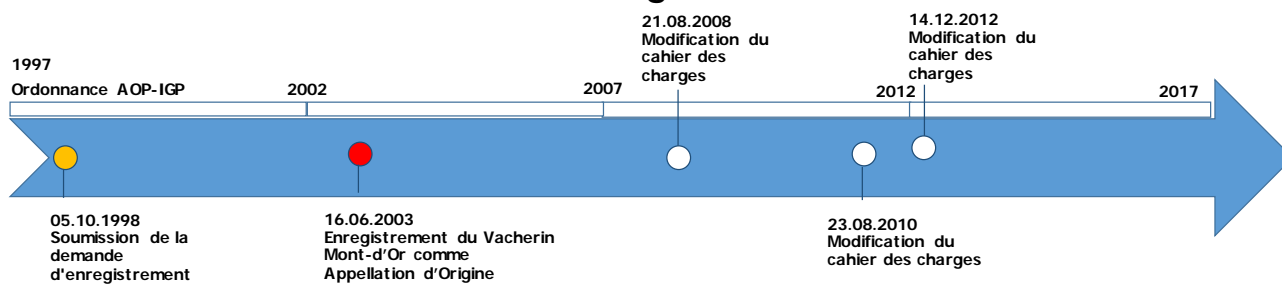 21.08.2008
Modification du
cahier des
charges
14.12.2012
Modification du
cahier des
charges
1997
Ordonnance AOP-IGP
2002
2007
2012
2017
05.10.1998
Soumission de la
demande
d'enregistrement
16.06.2003
Enregistrement du Vacherin
Mont-d’Or comme
Appellation d’Origine
23.08.2010
Modification du
cahier des charges